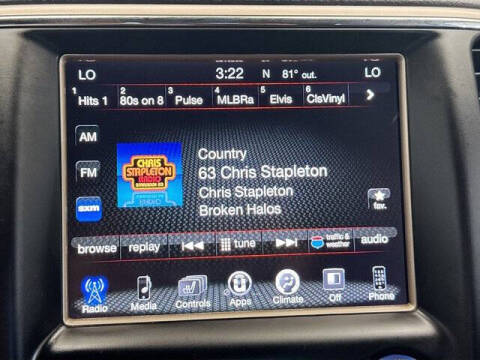 LO 3:22 N 81° out. LO
1 Hits 1 2 80s on 8 3 Pulse 4 MLBRa 5 Elvis 6 ClsVinyl >
AM
FM
sxm
CHRIS
STAPLETON
RADIO
Country
63 Chris Stapleton
Chris Stapleton
Broken Halos
fav.
browse replay tune traffic & weather audio
Radio Media Controls Apps Climate Off Phone